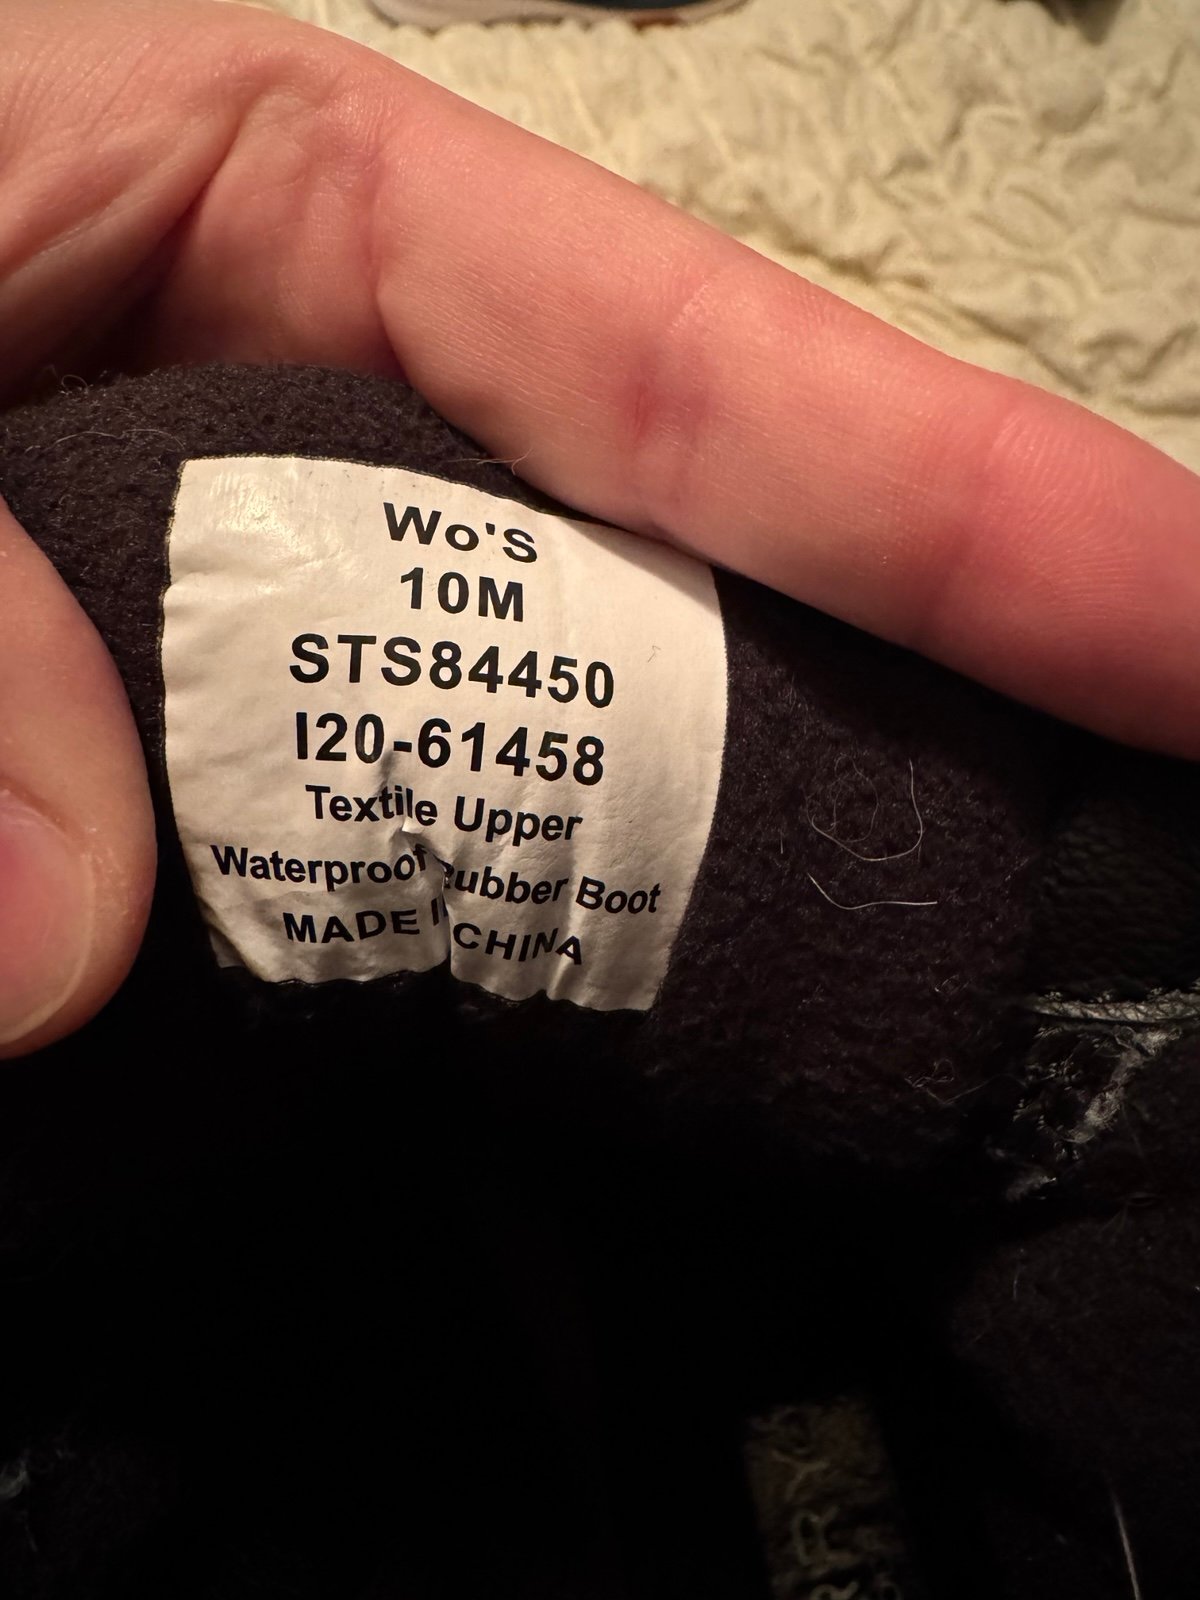 Wo'S
10M
STS84450
I20-61458
Textile Upper
Waterproof Rubber Boot
MADE IN CHINA